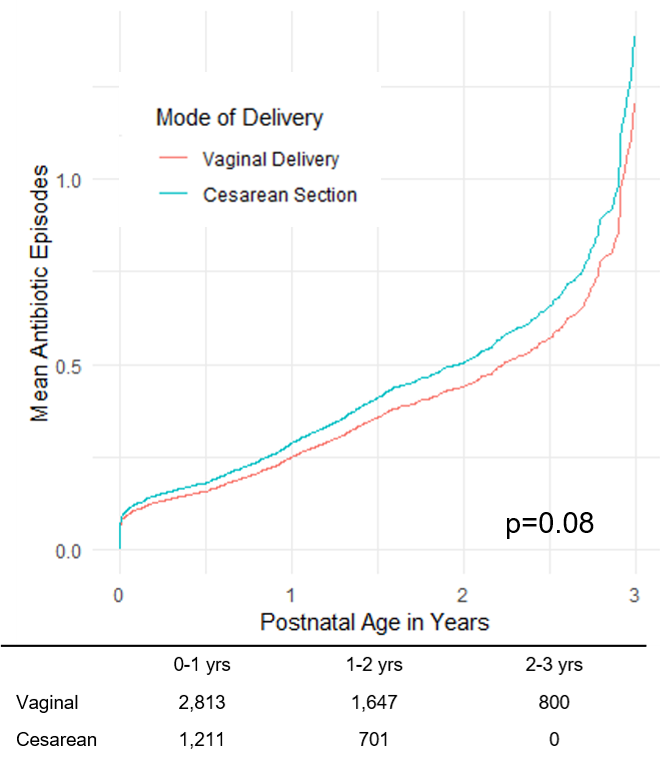 Mode of Delivery
Vaginal Delivery
Cesarean Section
Mean Antibiotic Episodes
1.0
0.5
0.0
p=0.08
0 1 2 3
Postnatal Age in Years
0-1 yrs 1-2 yrs 2-3 yrs
Vaginal 2,813 1,647 800
Cesarean 1,211 701 0